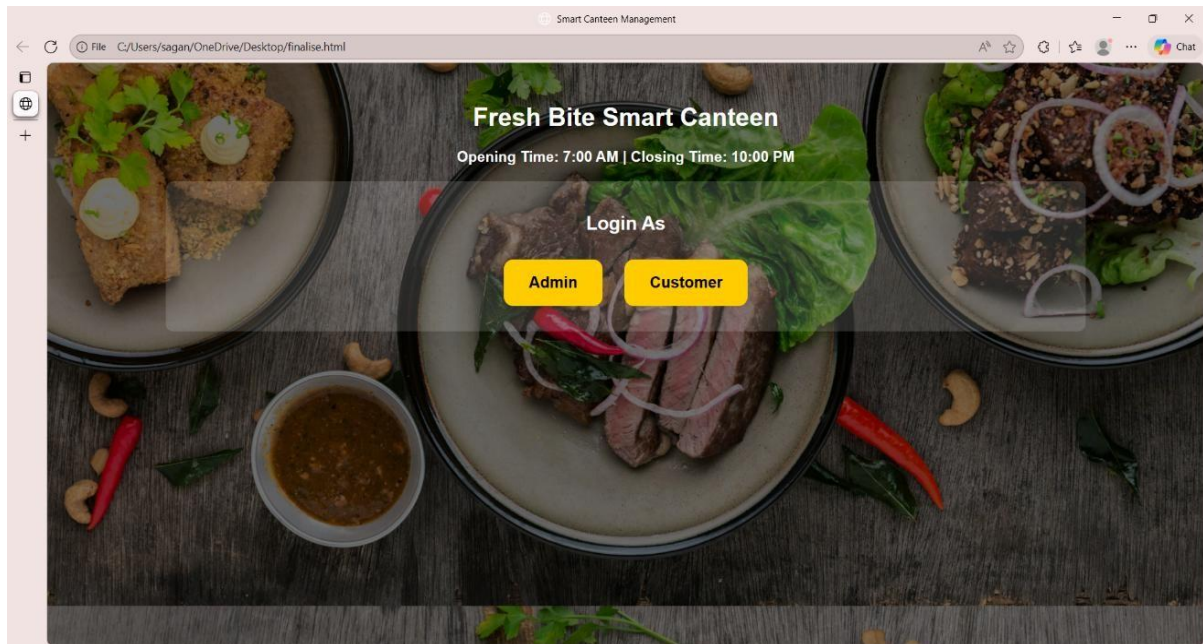 Smart Canteen Management
File C:/Users/sagan/OneDrive/Desktop/finalise.html
Chat
Fresh Bite Smart Canteen
Opening Time: 7:00 AM | Closing Time: 10:00 PM
Login As
Admin Customer